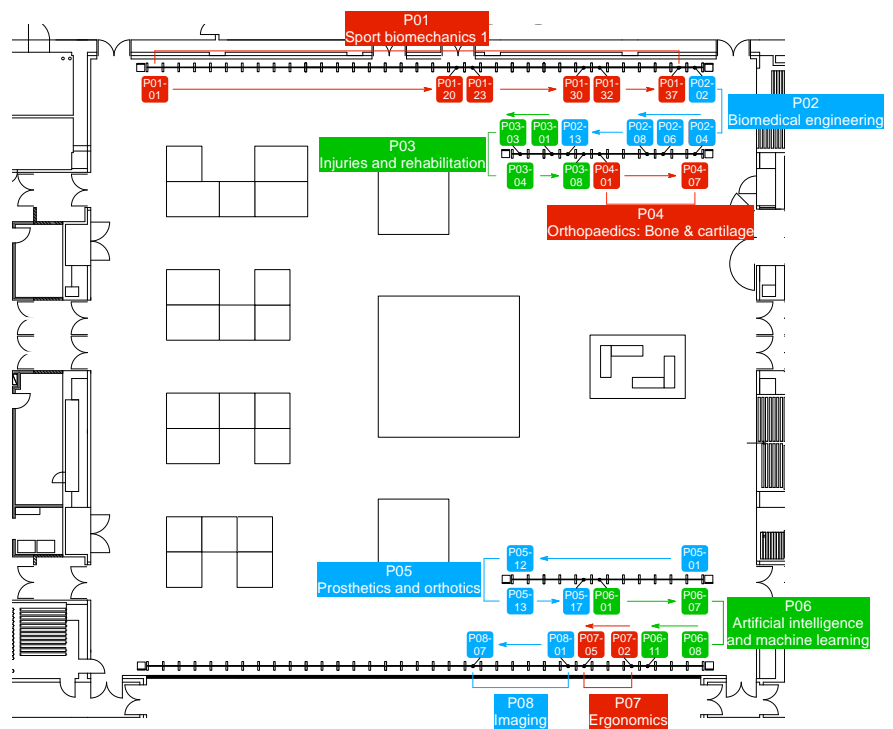 P01
Sport biomechanics 1
P01-
01
P01-
20
P01-
23
P01-
30
P01-
32
P01-
37
P02-
02
P02
Biomedical engineering
P03-
03
P03-
01
P02-
13
P02-
08
P02-
06
P02-
04
P03
Injuries and rehabilitation
P03-
04
P03-
08
P04-
01
P04-
07
P04
Orthopaedics: Bone & cartilage
P05-
12
P05-
01
P05
Prosthetics and orthotics
P05-
13
P05-
17
P06-
01
P06-
07
P06
Artificial intelligence
and machine learning
P08-
07
P08-
01
P07-
05
P07-
02
P06-
11
P06-
08
P08
Imaging
P07
Ergonomics